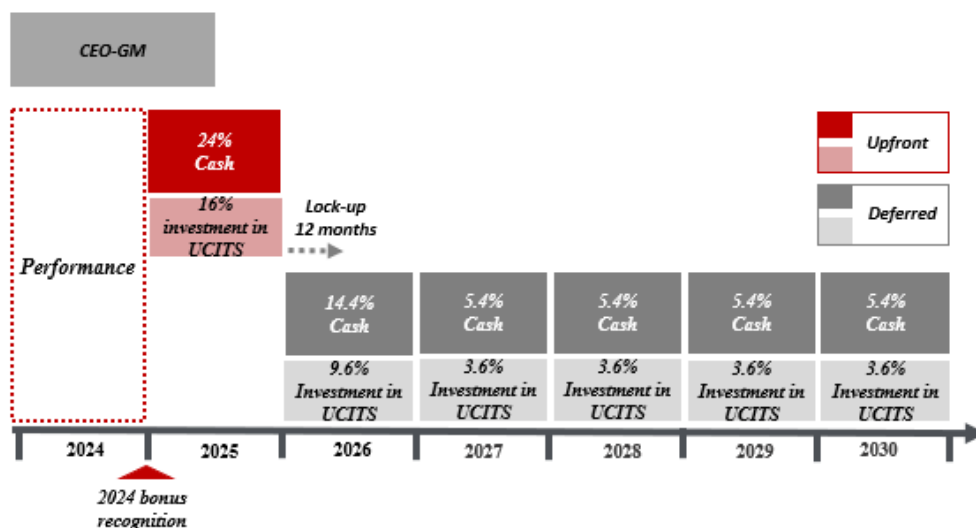 CEO-GM
24%
Cash
Upfront
16%
investment in
UCITS
Lock-up
12 months
Deferred
Performance
14.4%
Cash
5.4%
Cash
5.4%
Cash
5.4%
Cash
5.4%
Cash
9.6%
Investment in
UCITS
3.6%
Investment in
UCITS
3.6%
Investment in
UCITS
3.6%
Investment in
UCITS
3.6%
Investment in
UCITS
2024
2025
2026
2027
2028
2029
2030
2024 bonus
recognition